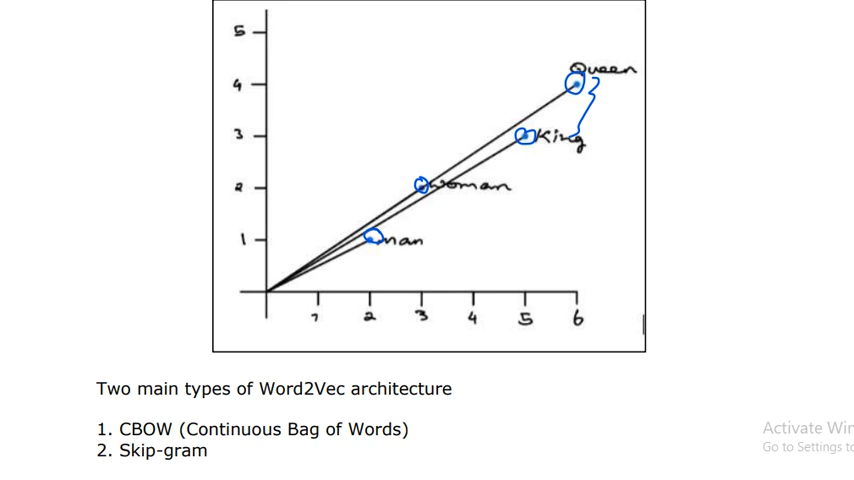 5
Queen
4
3
King
2
woman
1
man
1 2 3 4 5 6
Two main types of Word2Vec architecture
1. CBOW (Continuous Bag of Words)
2. Skip-gram
Activate Wir
Go to Settings to